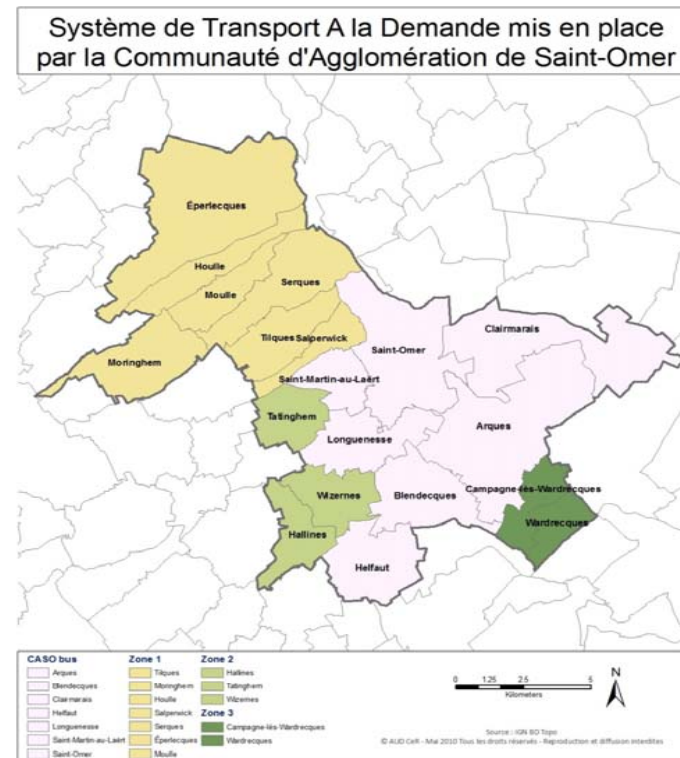 Système de Transport A la Demande mis en place
par la Communauté d'Agglomération de Saint-Omer
Éperlecques
Houlle
Serques
Moulle
Clairmarais
Tilques
Salperwick
Saint-Omer
Moringhem
Saint-Martin-au-Laërt
Tatinghem
Arques
Longuenesse
Campagne-lès-Wardrecques
Wizernes
Blendecques
Wardrecques
Hallines
Helfaut
CASO bus
Arques
Blendecques
Clairmarais
Helfaut
Longuenesse
Saint-Martin-au-Laërt
Saint-Omer
Zone 1
Tilques
Moringhem
Houlle
Salperwick
Serques
Éperlecques
Moulle
Zone 2
Hallines
Tatinghem
Wizernes
Zone 3
Campagne-lès-Wardrecques
Wardrecques
0 1.25 2.5 5
Kilometers
N
Source : IGN BD Topo
© AUD CeR - Mai 2010 Tous les droits réservés - Reproduction et diffusion interdites